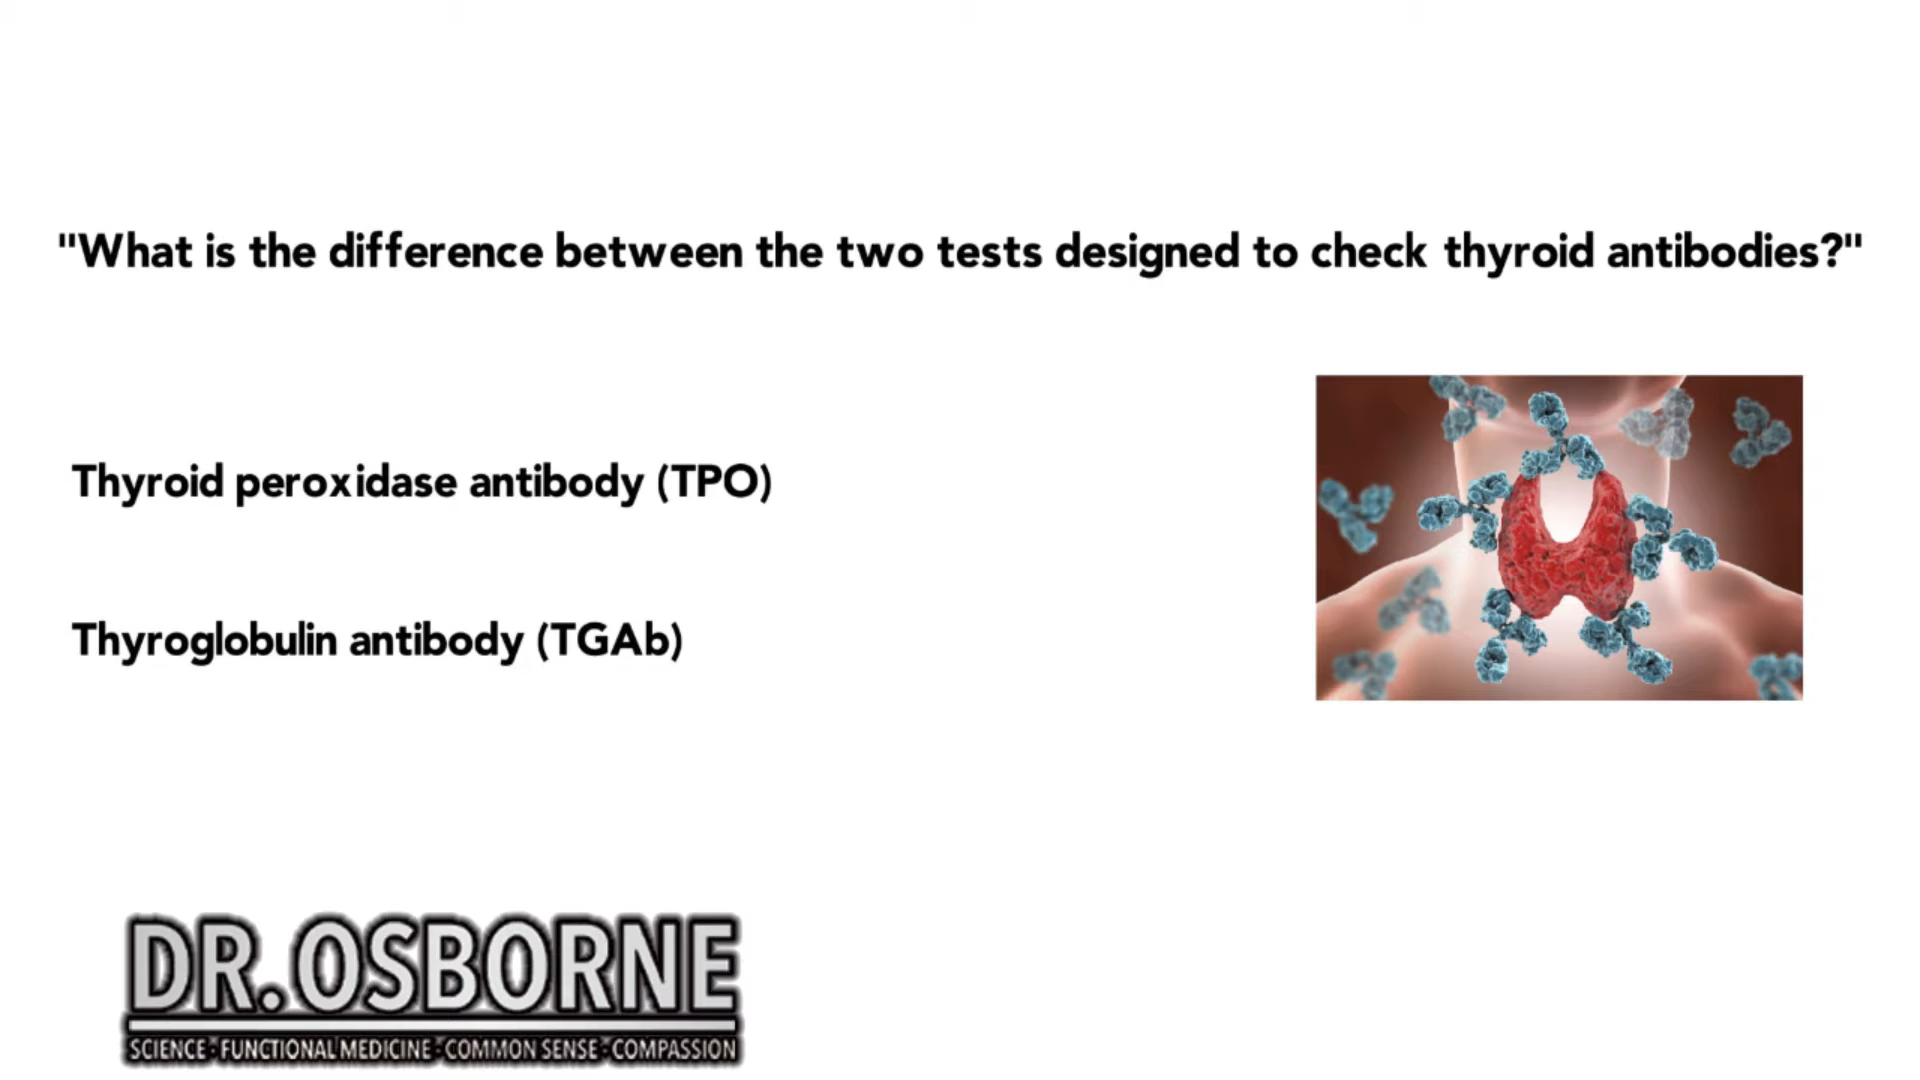 "What is the difference between the two tests designed to check thyroid antibodies?"
Thyroid peroxidase antibody (TPO)
Thyroglobulin antibody (TGAb)
DR. OSBORNE
SCIENCE · FUNCTIONAL MEDICINE · COMMON SENSE · COMPASSION